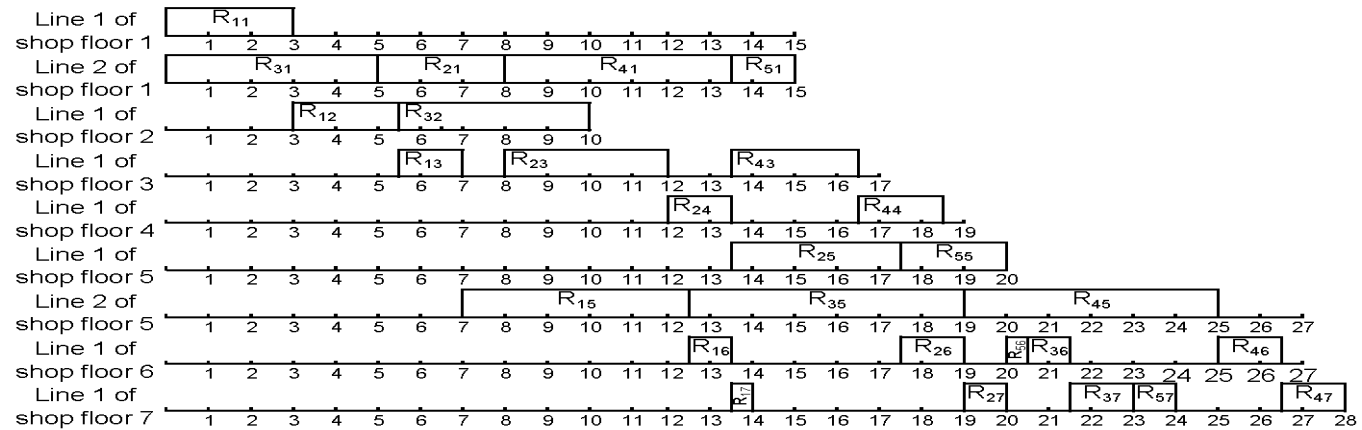 Line 1 of R11
shop floor 1 1 2 3 4 5 6 7 8 9 10 11 12 13 14 15
Line 2 of R31 R21 R41 R51
shop floor 1 1 2 3 4 5 6 7 8 9 10 11 12 13 14 15
Line 1 of R12 R32
shop floor 2 1 2 3 4 5 6 7 8 9 10
Line 1 of R13 R23 R43
shop floor 3 1 2 3 4 5 6 7 8 9 10 11 12 13 14 15 16 17
Line 1 of R24 R44
shop floor 4 1 2 3 4 5 6 7 8 9 10 11 12 13 14 15 16 17 18 19
Line 1 of R25 R55
shop floor 5 1 2 3 4 5 6 7 8 9 10 11 12 13 14 15 16 17 18 19 20
Line 2 of R15 R35 R45
shop floor 5 1 2 3 4 5 6 7 8 9 10 11 12 13 14 15 16 17 18 19 20 21 22 23 24 25 26 27
Line 1 of R16 R26 R56 R36 R46
shop floor 6 1 2 3 4 5 6 7 8 9 10 11 12 13 14 15 16 17 18 19 20 21 22 23 24 25 26 27
Line 1 of R17 R27 R37 R57 R47
shop floor 7 1 2 3 4 5 6 7 8 9 10 11 12 13 14 15 16 17 18 19 20 21 22 23 24 25 26 27 28